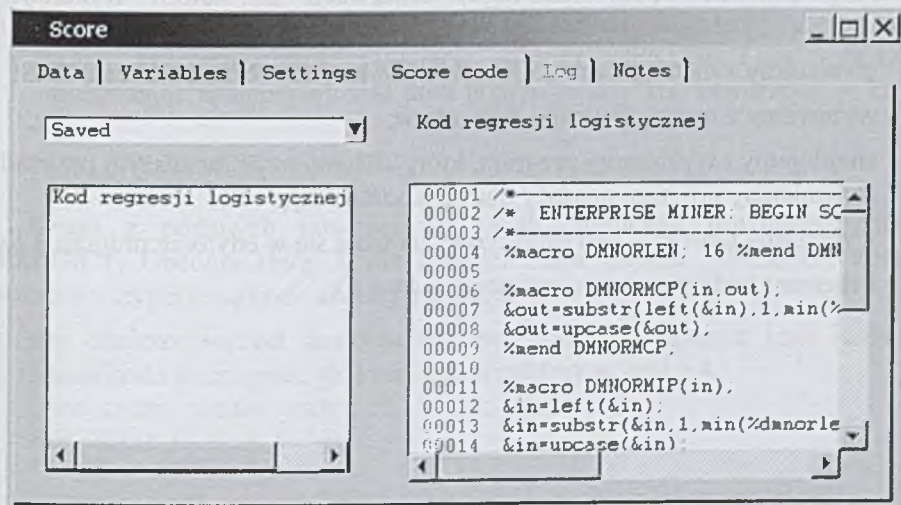 Score
Data Variables Settings Score code Log Notes
Saved
Kod regresji logistycznej
Kod regresji logistycznej
00001 /*------------------------------
00002 /* ENTERPRISE MINER: BEGIN SC
00003 /*------------------------------
00004 %macro DMNORLEN; 16 %mend DMN
00005
00006 %macro DMNORMCP(in,out);
00007 &out=substr(left(&in),1,min(%
00008 &out=upcase(&out);
00009 %mend DMNORMCP;
00010
00011 %macro DMNORMIP(in);
00012 &in=left(&in);
00013 &in=substr(&in,1,min(%dmnorle
00014 &in=upcase(&in);